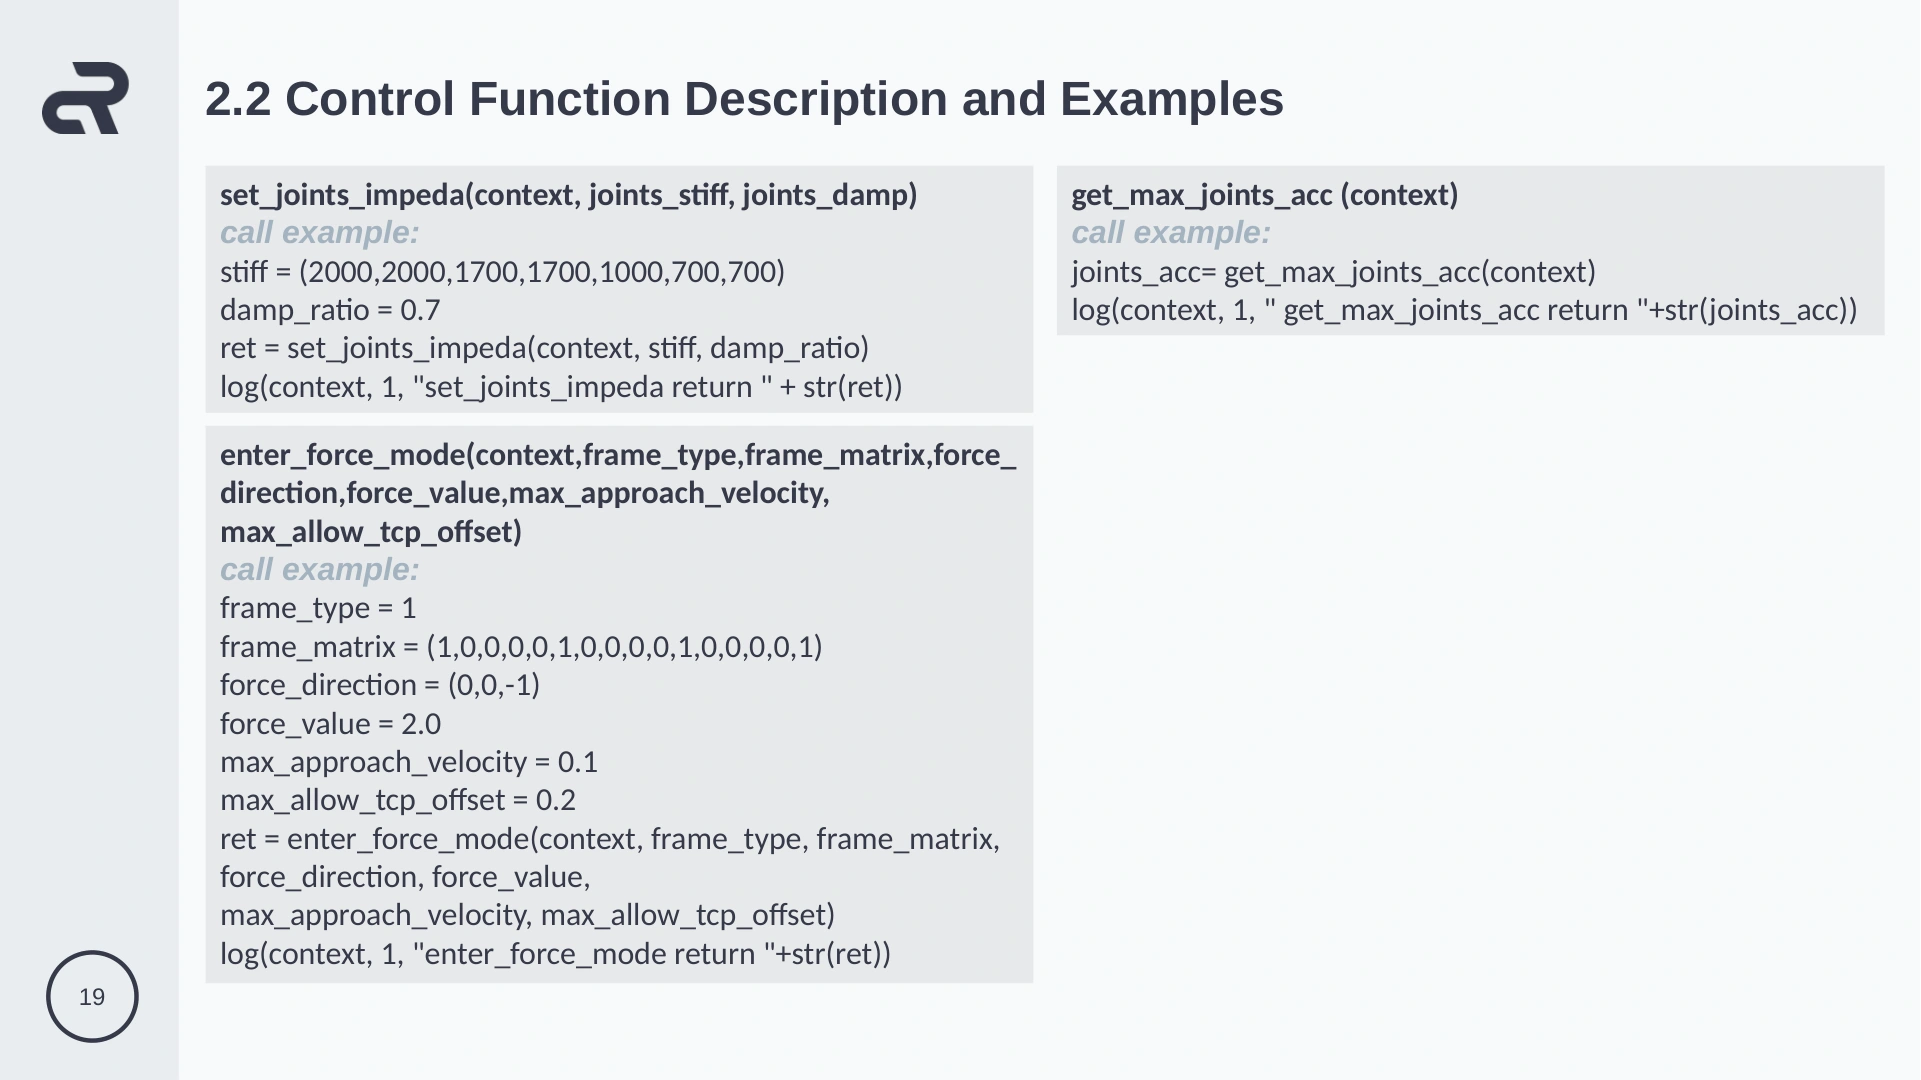 2.2 Control Function Description and Examples
set_joints_impeda(context, joints_stiff, joints_damp)
call example:
stiff = (2000,2000,1700,1700,1000,700,700)
damp_ratio = 0.7
ret = set_joints_impeda(context, stiff, damp_ratio)
log(context, 1, "set_joints_impeda return " + str(ret))
enter_force_mode(context,frame_type,frame_matrix,force_
direction,force_value,max_approach_velocity,
max_allow_tcp_offset)
call example:
frame_type = 1
frame_matrix = (1,0,0,0,0,1,0,0,0,0,1,0,0,0,0,1)
force_direction = (0,0,-1)
force_value = 2.0
max_approach_velocity = 0.1
max_allow_tcp_offset = 0.2
ret = enter_force_mode(context, frame_type, frame_matrix,
force_direction, force_value,
max_approach_velocity, max_allow_tcp_offset)
log(context, 1, "enter_force_mode return "+str(ret))
get_max_joints_acc (context)
call example:
joints_acc= get_max_joints_acc(context)
log(context, 1, " get_max_joints_acc return "+str(joints_acc))
19